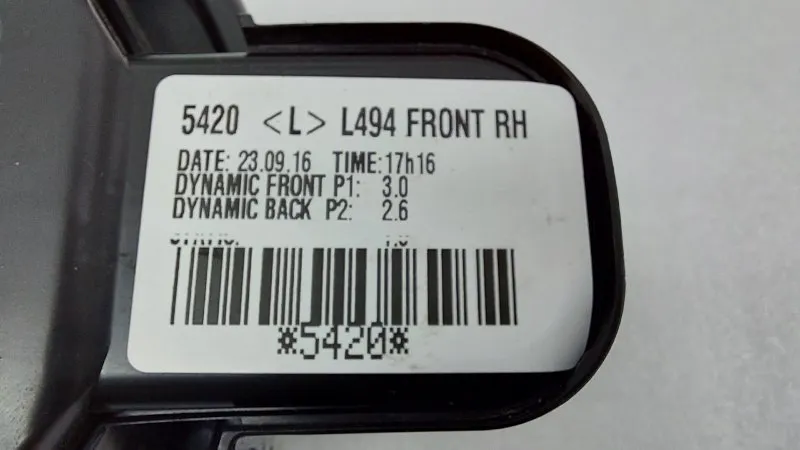 5420 <L> L494 FRONT RH
DATE: 23.09.16 TIME:17h16
DYNAMIC FRONT P1: 3.0
DYNAMIC BACK P2: 2.6
*5420*